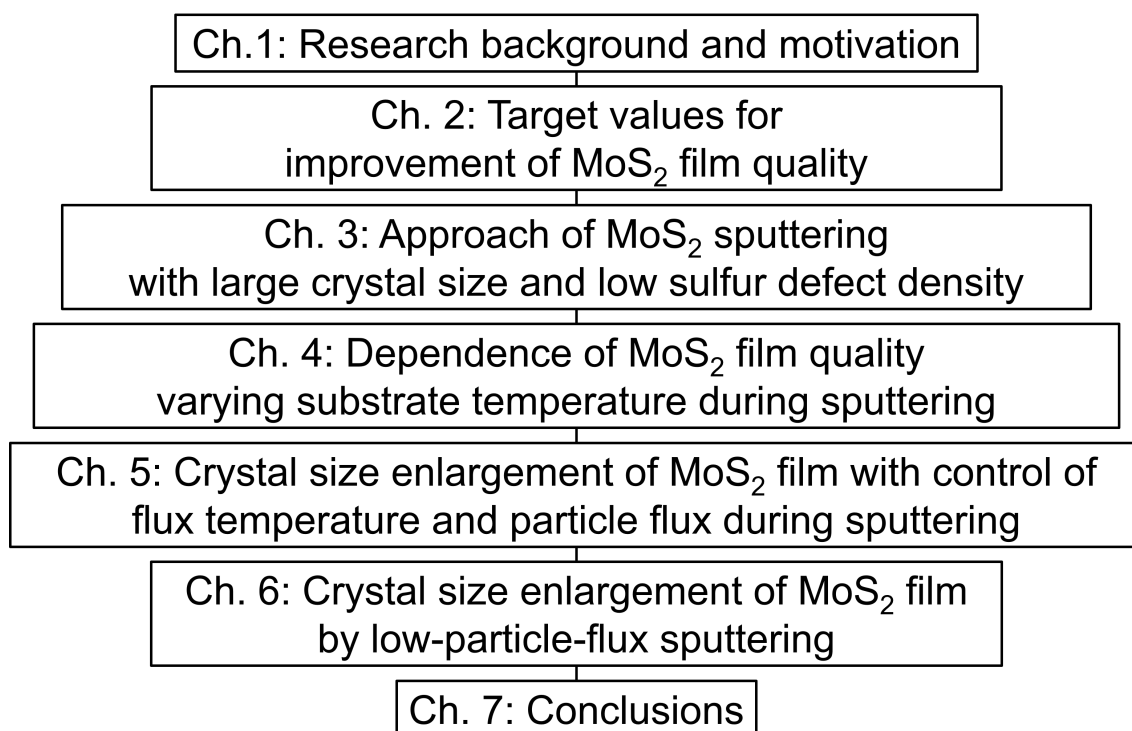 Ch.1: Research background and motivation
Ch. 2: Target values for
improvement of MoS₂ film quality
Ch. 3: Approach of MoS₂ sputtering
with large crystal size and low sulfur defect density
Ch. 4: Dependence of MoS₂ film quality
varying substrate temperature during sputtering
Ch. 5: Crystal size enlargement of MoS₂ film with control of
flux temperature and particle flux during sputtering
Ch. 6: Crystal size enlargement of MoS₂ film
by low-particle-flux sputtering
Ch. 7: Conclusions